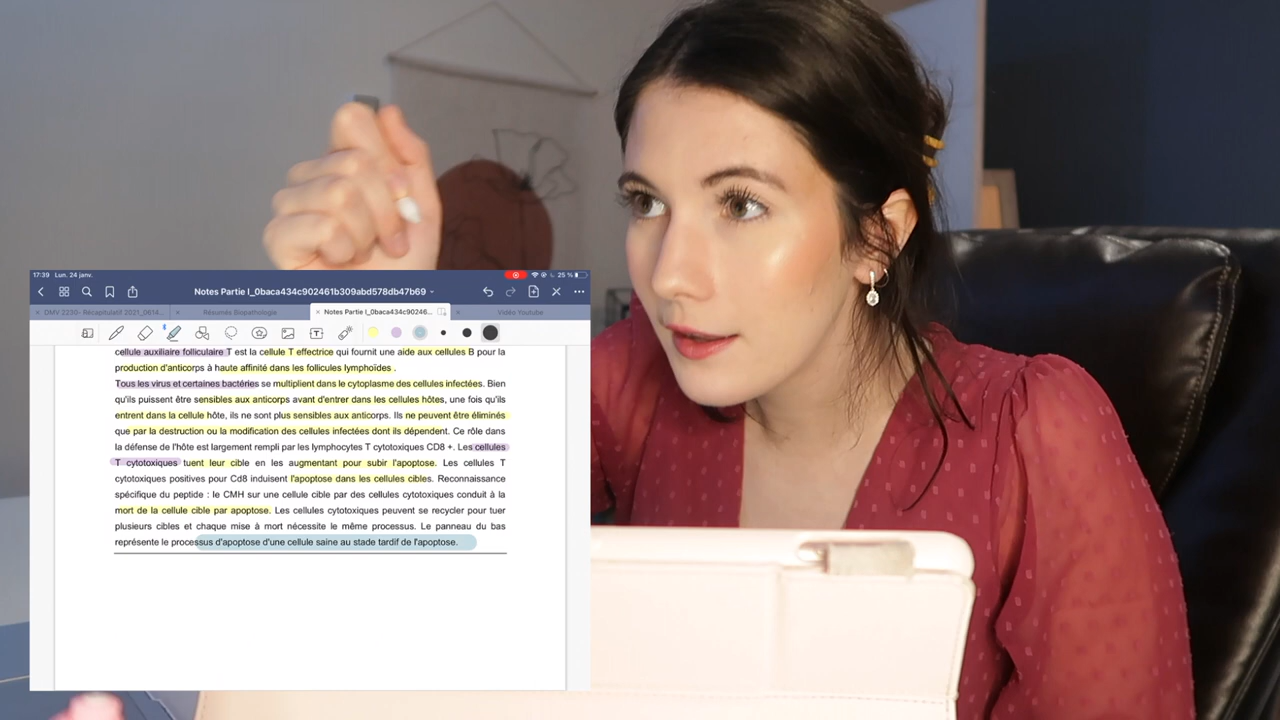 17:39 Lun. 24 janv.
25 %
Notes Partie I_0baca434c902461b309abd578db47b69
DMV 2235- Récapitulatif 2021_0614...
Résumés Biopathologie
Notes Partie I_0baca434c90246...
Vidéo Youtube
cellule auxiliaire folliculaire T est la cellule T effectrice qui fournit une aide aux cellules B pour la
production d'anticorps à haute affinité dans les follicules lymphoïdes .
Tous les virus et certaines bactéries se multiplient dans le cytoplasme des cellules infectées. Bien
qu'ils puissent être sensibles aux anticorps avant d'entrer dans les cellules hôtes, une fois qu'ils
entrent dans la cellule hôte, ils ne sont plus sensibles aux anticorps. Ils ne peuvent être éliminés
que par la destruction ou la modification des cellules infectées dont ils dépendent. Ce rôle dans
la défense de l'hôte est largement rempli par les lymphocytes T cytotoxiques CD8 +. Les cellules
T cytotoxiques tuent leur cible en les augmentant pour subir l'apoptose. Les cellules T
cytotoxiques positives pour Cd8 induisent l'apoptose dans les cellules cibles. Reconnaissance
spécifique du peptide : le CMH sur une cellule cible par des cellules cytotoxiques conduit à la
mort de la cellule cible par apoptose. Les cellules cytotoxiques peuvent se recycler pour tuer
plusieurs cibles et chaque mise à mort nécessite le même processus. Le panneau du bas
représente le processus d'apoptose d'une cellule saine au stade tardif de l'apoptose.